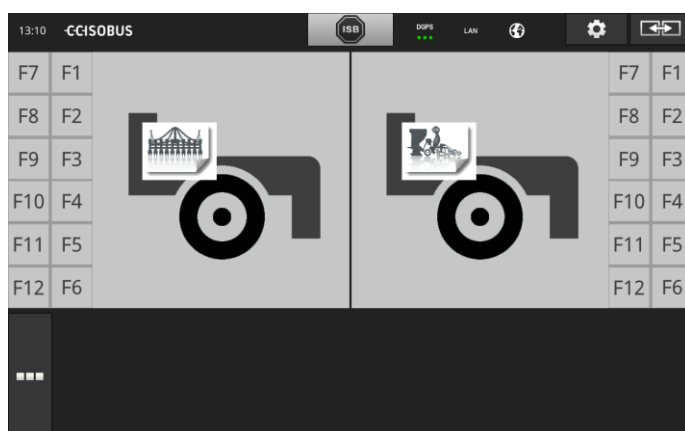 13:10 CCISOBUS ISB DGPS LAN
F7 F1 F7 F1
F8 F2 F8 F2
F9 F3 F9 F3
F10 F4 F10 F4
F11 F5 F11 F5
F12 F6 F12 F6